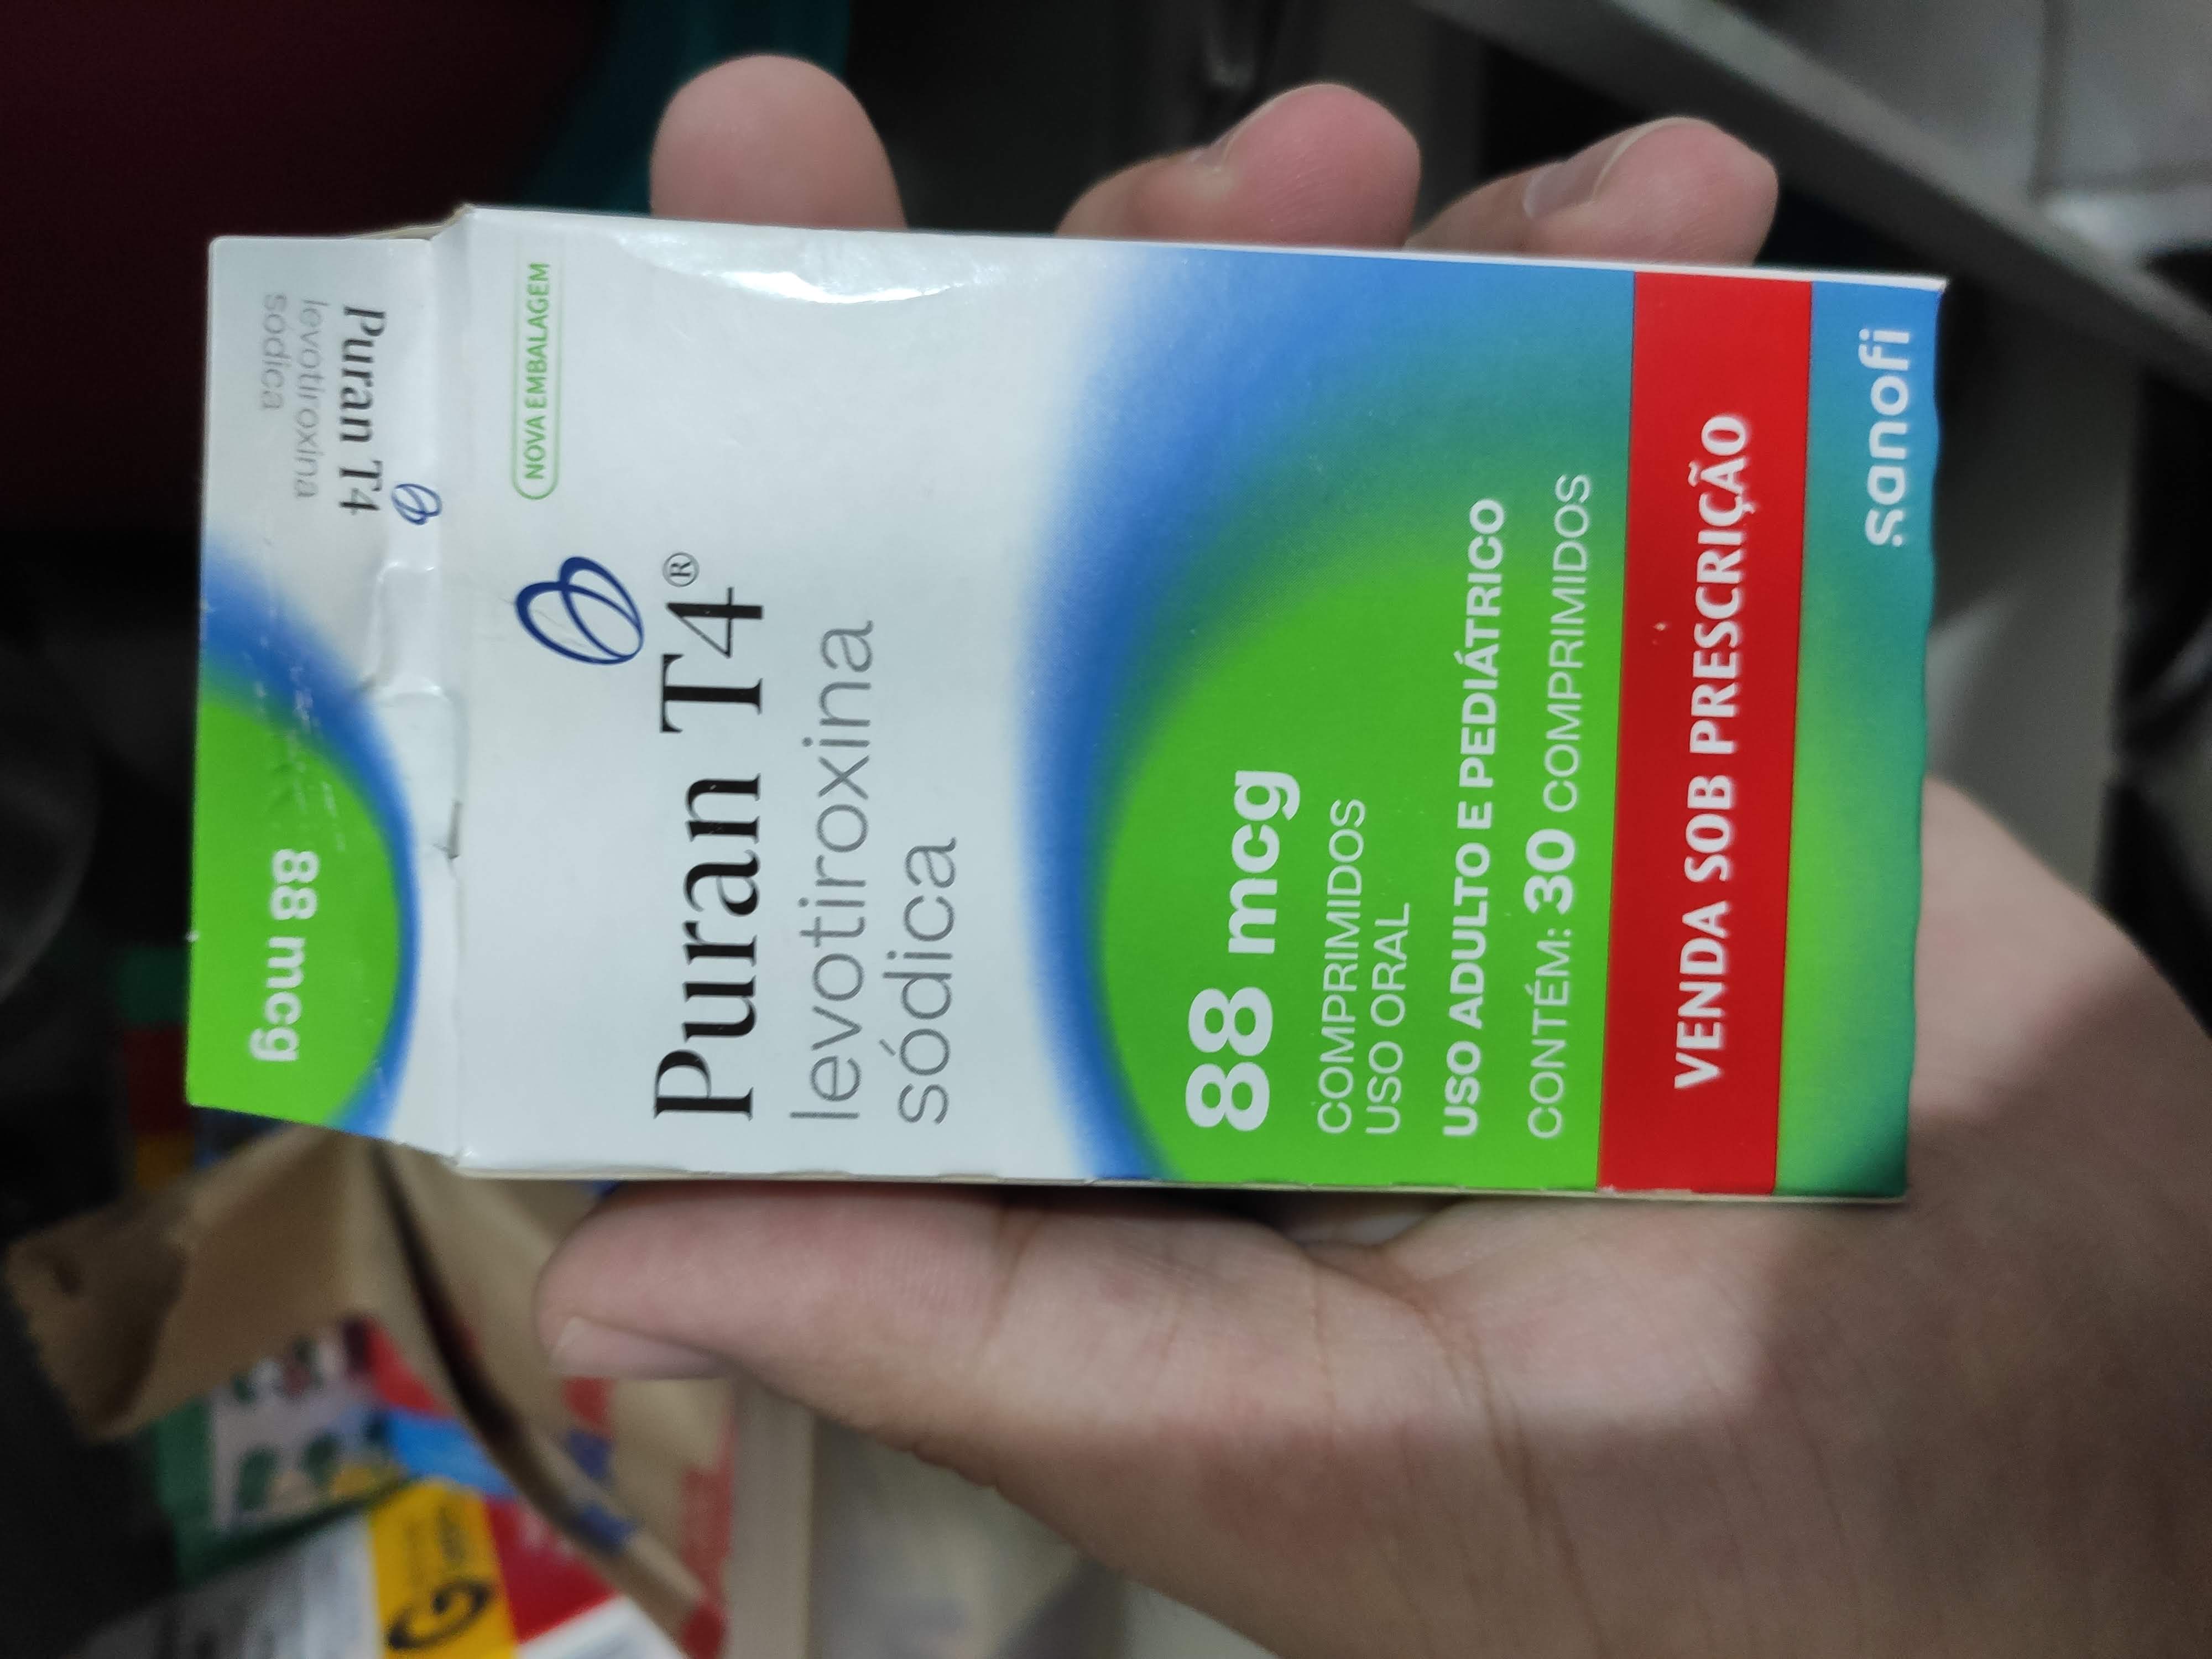 88 mcg
Puran T4
levotiroxina
sódica
NOVA EMBALAGEM
Puran T4®
levotiroxina
sódica
88 mcg
COMPRIMIDOS
USO ORAL
USO ADULTO E PEDIÁTRICO
CONTÉM: 30 COMPRIMIDOS
VENDA SOB PRESCRIÇÃO
sanofi
G